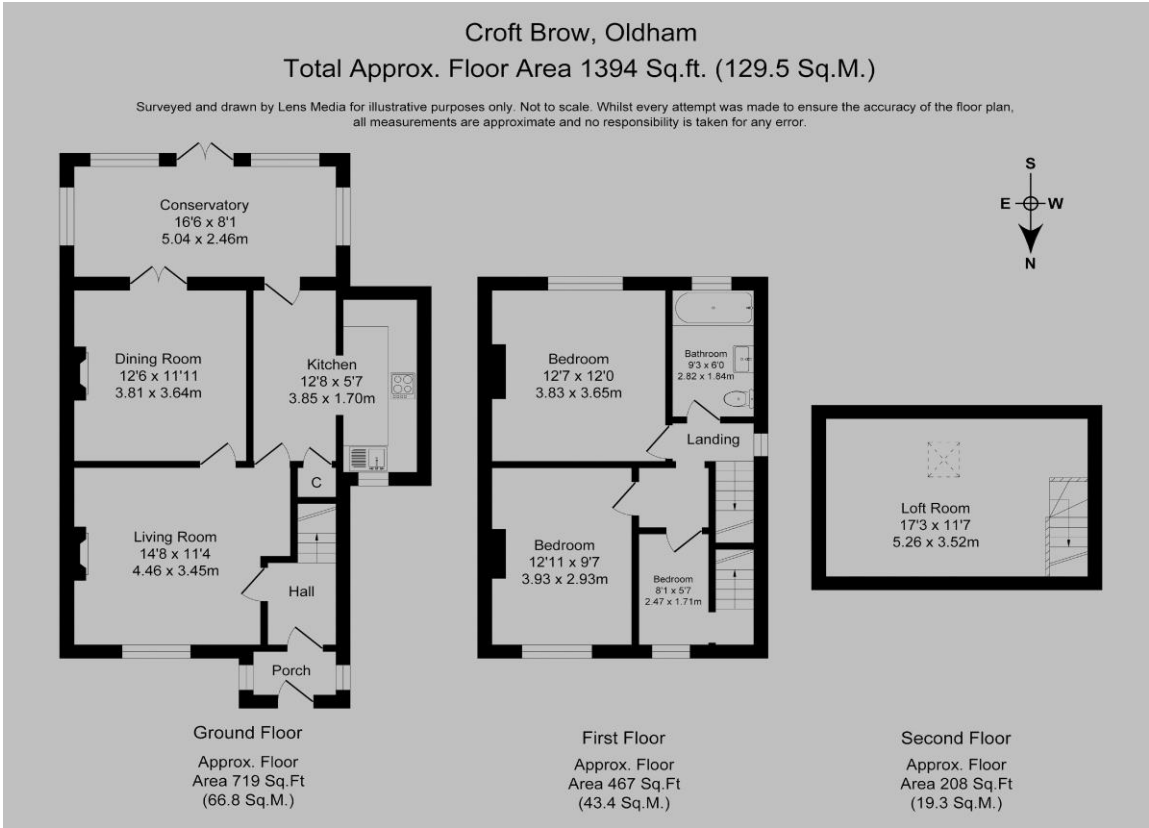 Croft Brow, Oldham
Total Approx. Floor Area 1394 Sq.ft. (129.5 Sq.M.)
Surveyed and drawn by Lens Media for illustrative purposes only. Not to scale. Whilst every attempt was made to ensure the accuracy of the floor plan,
all measurements are approximate and no responsibility is taken for any error.
S
E
W
N
Conservatory
16'6 x 8'1
5.04 x 2.46m
Dining Room
12'6 x 11'11
3.81 x 3.64m
Kitchen
12'8 x 5'7
3.85 x 1.70m
C
Living Room
14'8 x 11'4
4.46 x 3.45m
Hall
Porch
Ground Floor
Approx. Floor
Area 719 Sq.Ft
(66.8 Sq.M.)
Bedroom
12'7 x 12'0
3.83 x 3.65m
Bathroom
9'3 x 6'0
2.82 x 1.84m
Landing
Bedroom
12'11 x 9'7
3.93 x 2.93m
Bedroom
8'1 x 5'7
2.47 x 1.71m
First Floor
Approx. Floor
Area 467 Sq.Ft
(43.4 Sq.M.)
Loft Room
17'3 x 11'7
5.26 x 3.52m
Second Floor
Approx. Floor
Area 208 Sq.Ft
(19.3 Sq.M.)